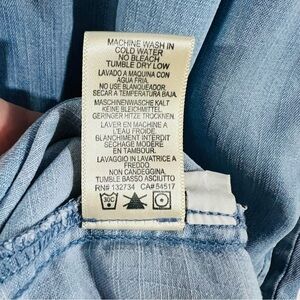 MACHINE WASH IN
COLD WATER
NO BLEACH
TUMBLE DRY LOW
LAVADO A MAQUINA CON
AGUA FRIA.
NO USE BLANQUEADOR.
SECAR A TEMPERATURA BAJA.
MASCHINENWASCHE KALT
KEINE BLEICHMITTEL.
GERINGER HITZE TROCKNEN.
LAVER EN MACHINE A
L'EAU FROIDE
BLANCHIMENT INTERDIT
SECHAGE MODERE
EN TAMBOUR.
LAVAGGIO IN LAVATRICE A
FREDDO.
NON CANDEGGINA.
TUMBLE BASSO ASCIUTTO
RN# 132734 CA# 54517
30C